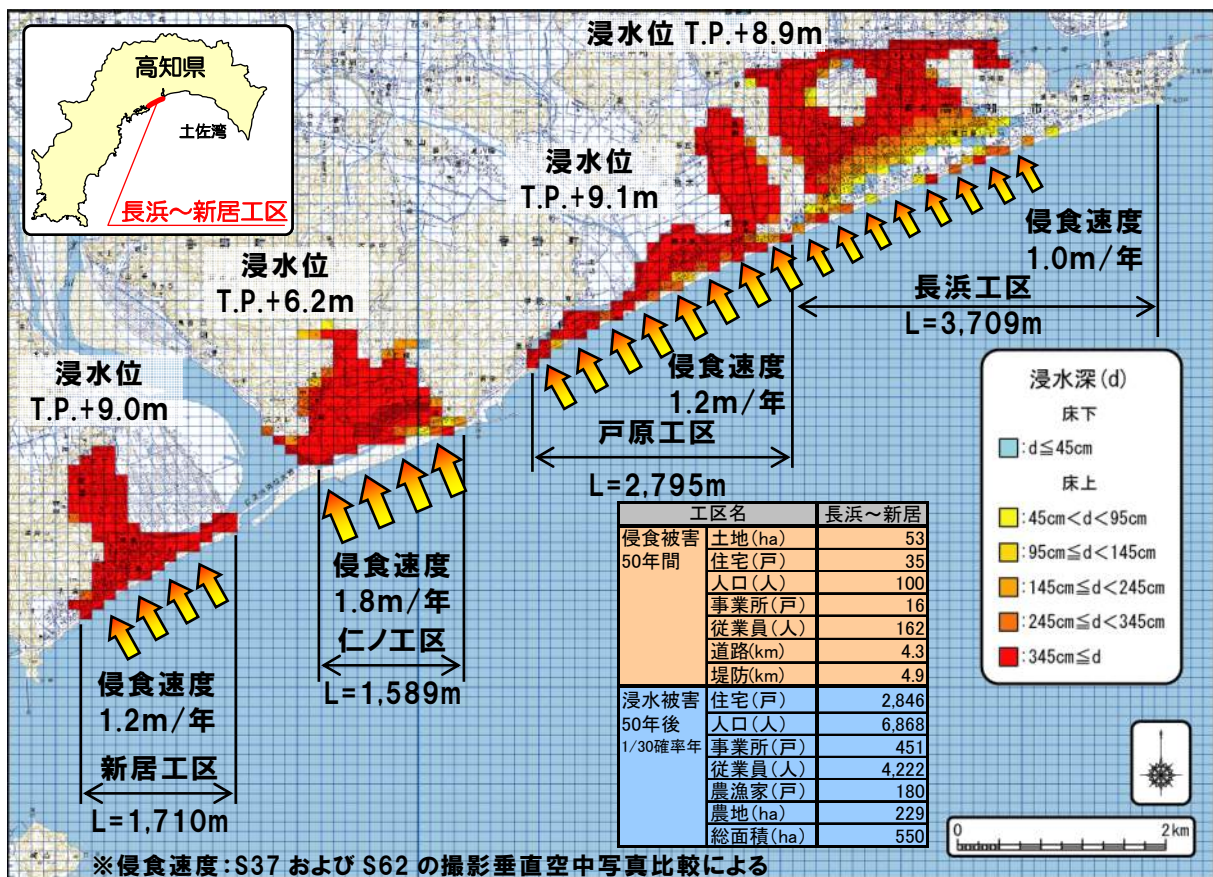 高知県
土佐湾
長浜～新居工区
浸水位 T.P.+8.9m
浸水位
T.P.+9.1m
浸水位
T.P.+6.2m
浸水位
T.P.+9.0m
侵食速度
1.0m/年
長浜工区
L=3,709m
侵食速度
1.2m/年
戸原工区
L=2,795m
侵食速度
1.8m/年
仁ノ工区
L=1,589m
侵食速度
1.2m/年
新居工区
L=1,710m
浸水深(d)
床下
:d≦45cm
床上
:45cm<d<95cm
:95cm≦d<145cm
:145cm≦d<245cm
:245cm≦d<345cm
:345cm≦d
工区名 長浜～新居
侵食被害 土地(ha) 53
50年間 住宅(戸) 35
人口(人) 100
事業所(戸) 16
従業員(人) 162
道路(km) 4.3
堤防(km) 4.9
浸水被害 住宅(戸) 2,846
50年後 人口(人) 6,868
1/30確率年 事業所(戸) 451
従業員(人) 4,222
農漁家(戸) 180
農地(ha) 229
総面積(ha) 550
0 2km
※侵食速度:S37 および S62 の撮影垂直空中写真比較による